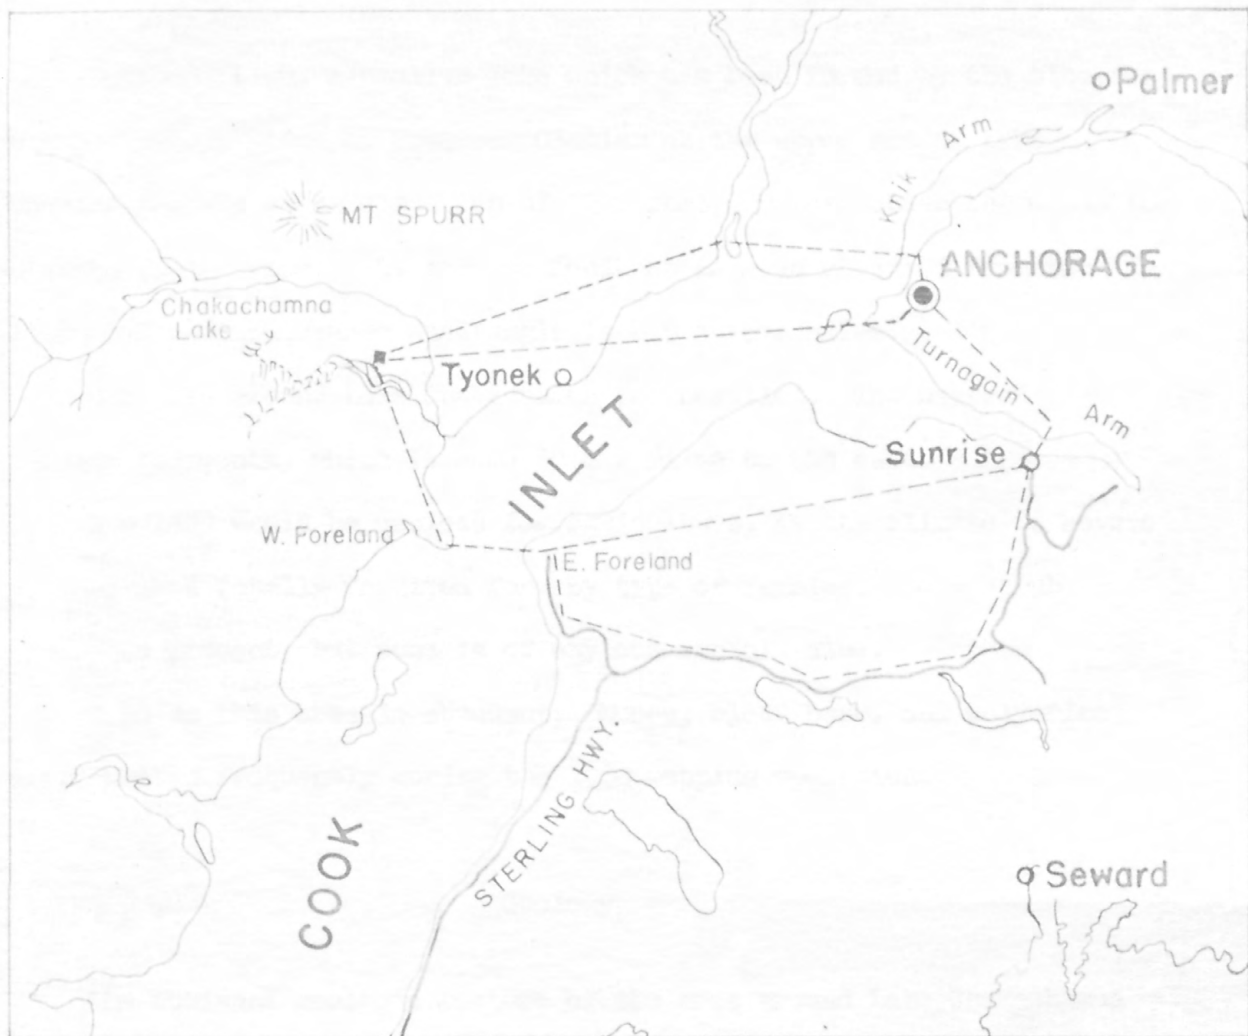 Palmer
Knik Arm
MT SPURR
ANCHORAGE
Chakachamna
Lake
Turnagain Arm
Tyonek
Sunrise
COOK INLET
W. Foreland
E. Foreland
STERLING HWY.
Seward